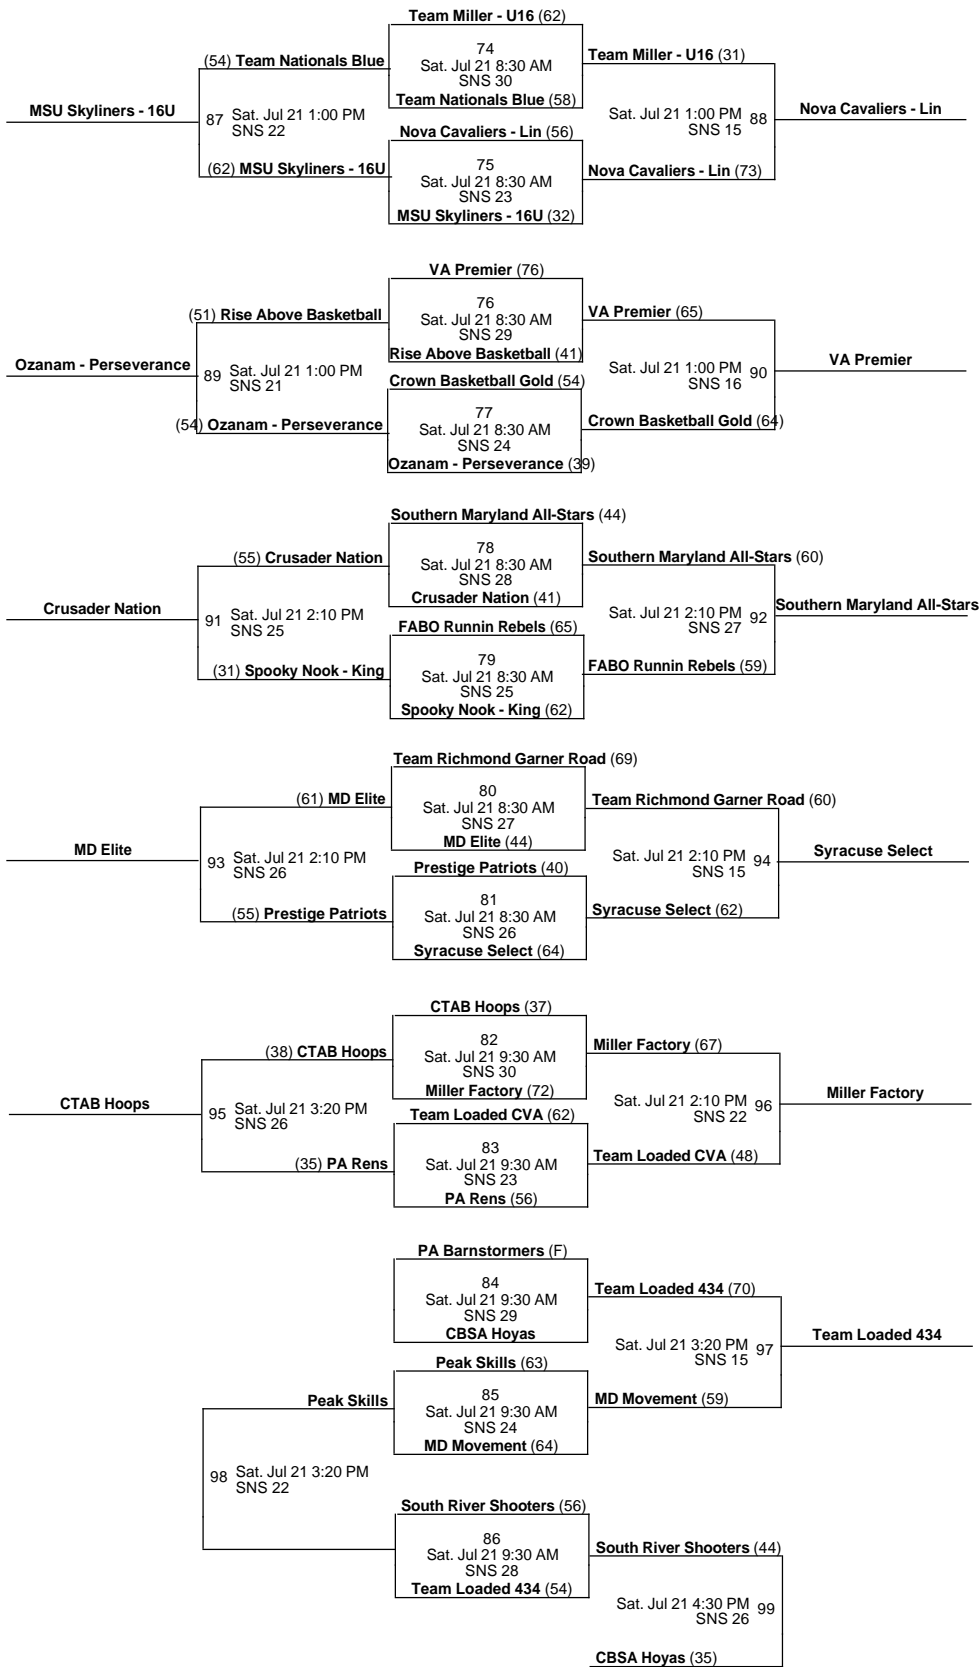 Team Miller - U16 (62)
(54) Team Nationals Blue
74
Sat. Jul 21 8:30 AM
SNS 30
Team Nationals Blue (58)
Team Miller - U16 (31)
MSU Skyliners - 16U
87 Sat. Jul 21 1:00 PM
SNS 22
Sat. Jul 21 1:00 PM 88
SNS 15
Nova Cavaliers - Lin
Nova Cavaliers - Lin (56)
(62) MSU Skyliners - 16U
75
Sat. Jul 21 8:30 AM
SNS 23
MSU Skyliners - 16U (32)
Nova Cavaliers - Lin (73)
VA Premier (76)
(51) Rise Above Basketball
76
Sat. Jul 21 8:30 AM
SNS 29
Rise Above Basketball (41)
VA Premier (65)
Ozanam - Perseverance
89 Sat. Jul 21 1:00 PM
SNS 21
Sat. Jul 21 1:00 PM 90
SNS 16
VA Premier
Crown Basketball Gold (54)
(54) Ozanam - Perseverance
77
Sat. Jul 21 8:30 AM
SNS 24
Ozanam - Perseverance (39)
Crown Basketball Gold (64)
Southern Maryland All-Stars (44)
(55) Crusader Nation
78
Sat. Jul 21 8:30 AM
SNS 28
Crusader Nation (41)
Southern Maryland All-Stars (60)
Crusader Nation
91 Sat. Jul 21 2:10 PM
SNS 25
Sat. Jul 21 2:10 PM 92
SNS 27
Southern Maryland All-Stars
FABO Runnin Rebels (65)
(31) Spooky Nook - King
79
Sat. Jul 21 8:30 AM
SNS 25
Spooky Nook - King (62)
FABO Runnin Rebels (59)
Team Richmond Garner Road (69)
(61) MD Elite
80
Sat. Jul 21 8:30 AM
SNS 27
MD Elite (44)
Team Richmond Garner Road (60)
MD Elite
93 Sat. Jul 21 2:10 PM
SNS 26
Sat. Jul 21 2:10 PM 94
SNS 15
Syracuse Select
Prestige Patriots (40)
(55) Prestige Patriots
81
Sat. Jul 21 8:30 AM
SNS 26
Syracuse Select (64)
Syracuse Select (62)
CTAB Hoops (37)
(38) CTAB Hoops
82
Sat. Jul 21 9:30 AM
SNS 30
Miller Factory (72)
Miller Factory (67)
CTAB Hoops
95 Sat. Jul 21 3:20 PM
SNS 26
Sat. Jul 21 2:10 PM 96
SNS 22
Miller Factory
Team Loaded CVA (62)
(35) PA Rens
83
Sat. Jul 21 9:30 AM
SNS 23
PA Rens (56)
Team Loaded CVA (48)
PA Barnstormers (F)
84
Sat. Jul 21 9:30 AM
SNS 29
CBSA Hoyas
Team Loaded 434 (70)
Sat. Jul 21 3:20 PM 97
SNS 15
Team Loaded 434
Peak Skills (63)
Peak Skills
85
Sat. Jul 21 9:30 AM
SNS 24
MD Movement (64)
MD Movement (59)
98 Sat. Jul 21 3:20 PM
SNS 22
South River Shooters (56)
86
Sat. Jul 21 9:30 AM
SNS 28
Team Loaded 434 (54)
South River Shooters (44)
Sat. Jul 21 4:30 PM 99
SNS 26
CBSA Hoyas (35)